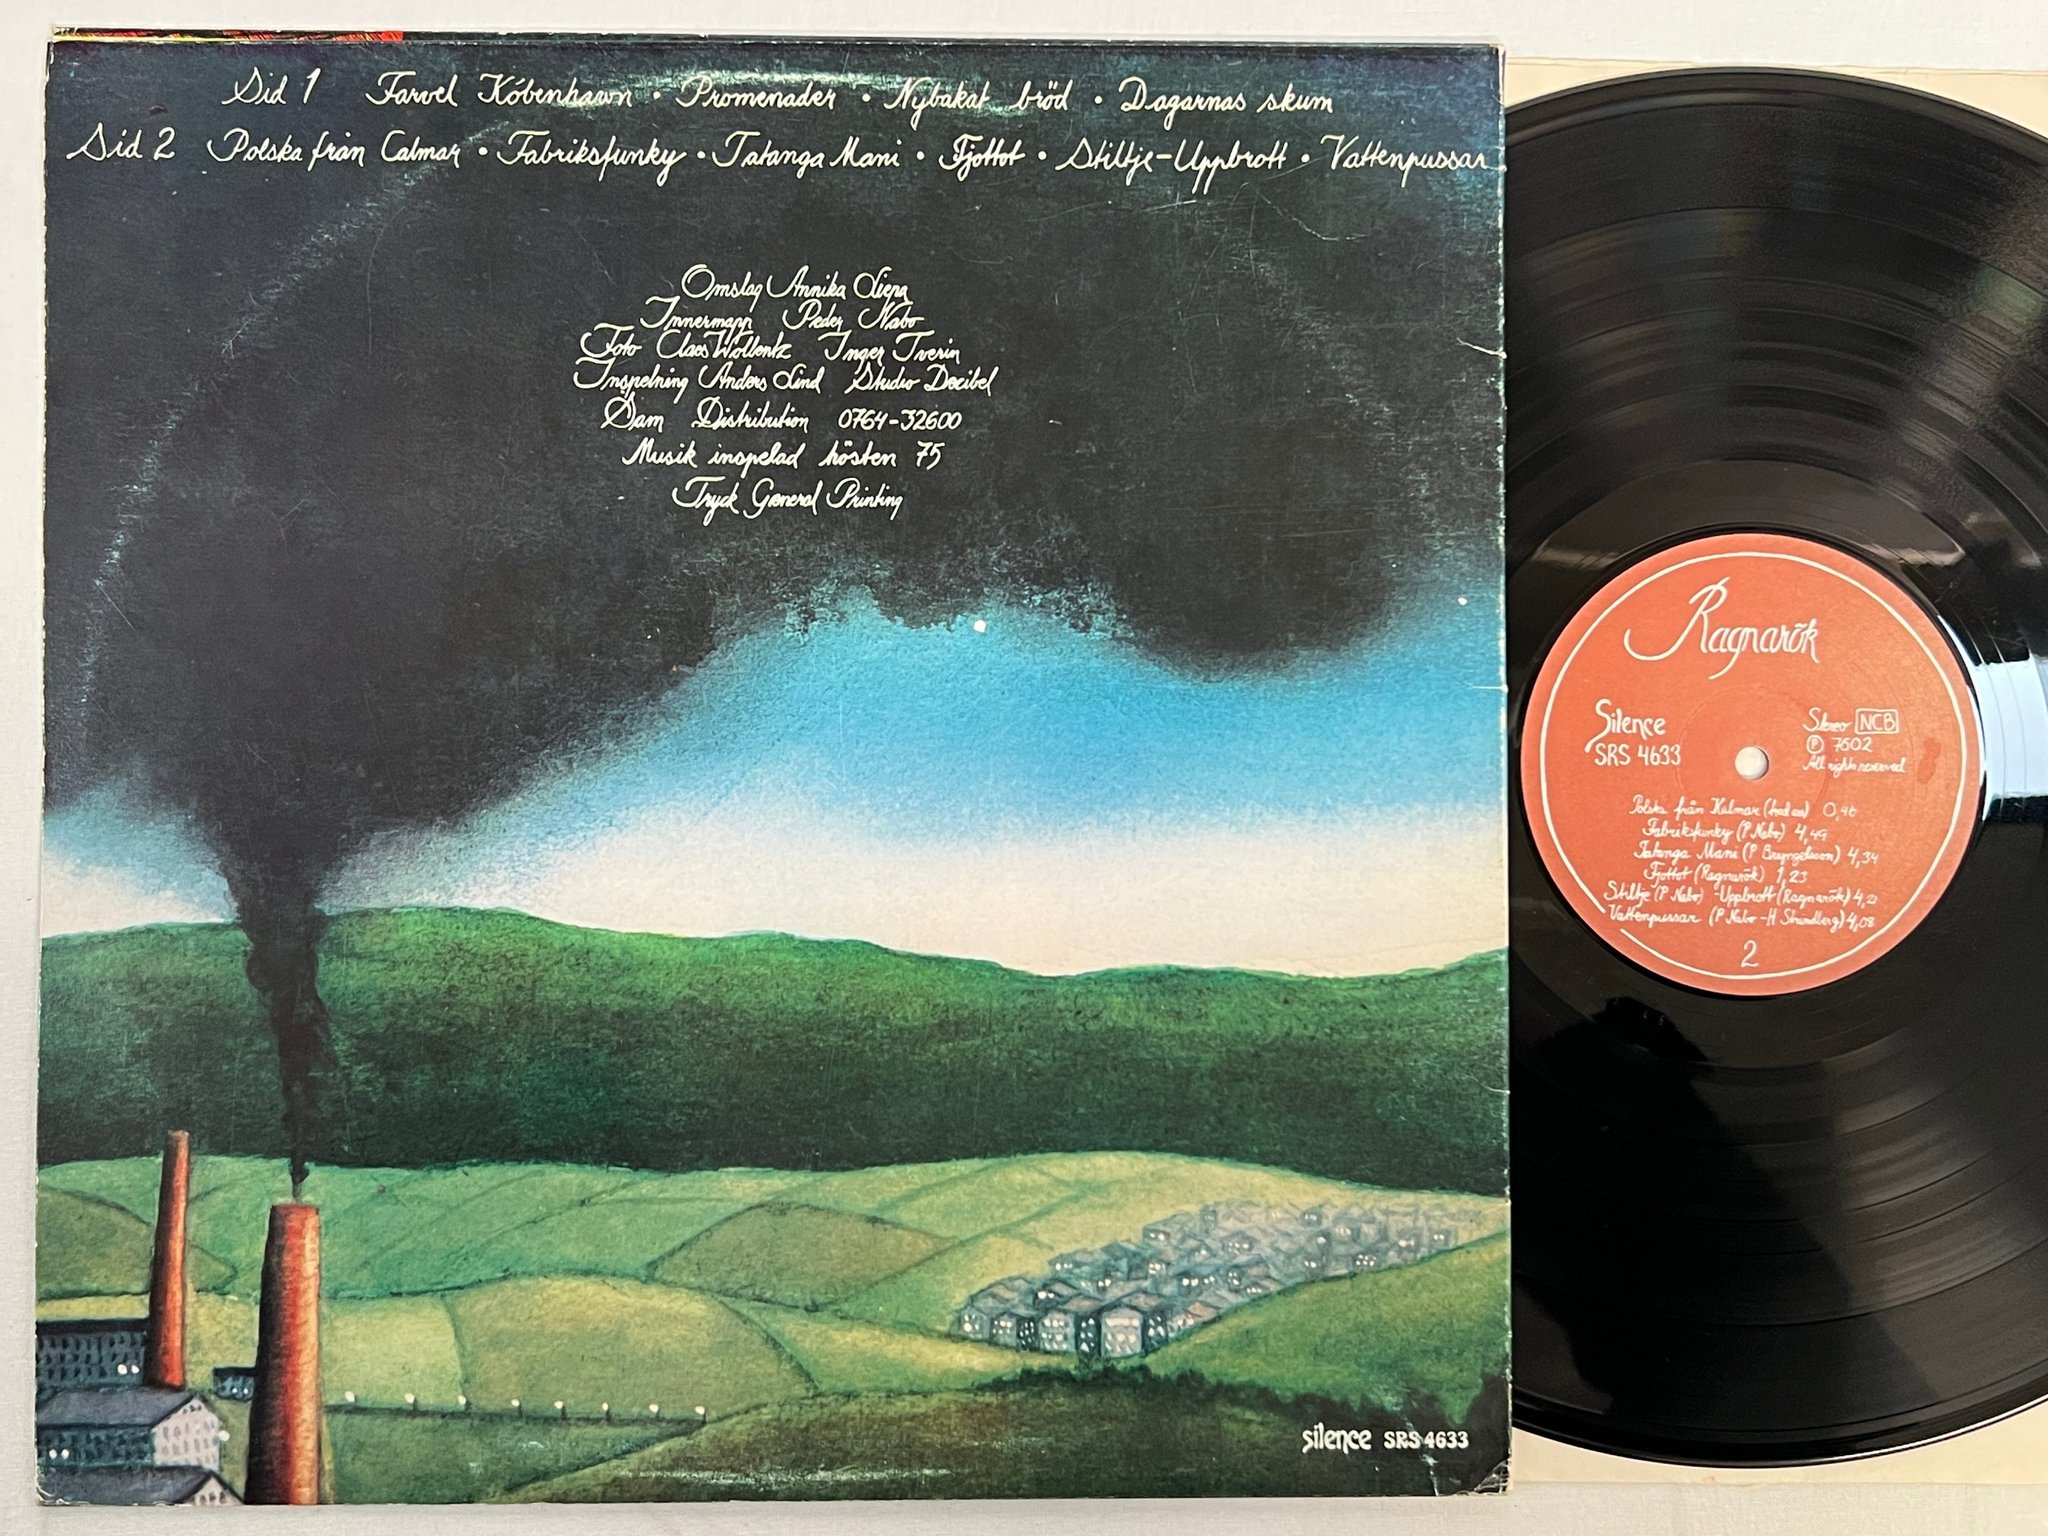 Sid 1 Farvel Köbenhavn • Promenader • Nybakat bröd • Dagarnas skum
Sid 2 Polska från Calmar • Fabriksfunky • Tatanga Mani • Fjottot • Stiltje-Uppbrott • Vattenpussar
Omslag Annika Liena
Innermapp Peder Nabo
Foto Claes Wollentz Inger Tverin
Inspelning Anders Lind Studio Decibel
Sam Distribution 0764-32600
Musik inspelad hösten 75
Tryck General Printing
silence SRS 4633
Ragnarök
Silence
SRS 4633
Stereo NCB
℗ 7602
All rights reserved
Polska från Kalmar 0,46
Fabriksfunky (P Nabo) 4,49
Tatanga Mani (P Bryngelsson) 4,34
Fjottot (Ragnarök) 1,23
Stiltje (P Nabo) -Uppbrott (Ragnarök) 4,21
Vattenpussar (P Nabo -H Strindberg) 4,08
2